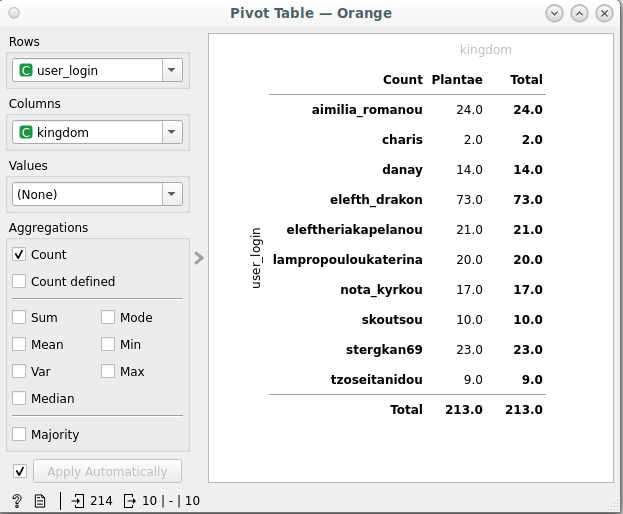 Pivot Table — Orange
Rows
C user_login
Columns
C kingdom
Values
(None)
Aggregations
Count
Count defined
Sum Mode
Mean Min
Var Max
Median
Majority
Apply Automatically
? 214 10 | - | 10
kingdom
Count Plantae Total
user_login
aimilia_romanou 24.0 24.0
charis 2.0 2.0
danay 14.0 14.0
elefth_drakon 73.0 73.0
eleftheriakapelanou 21.0 21.0
lampropouloukaterina 20.0 20.0
nota_kyrkou 17.0 17.0
skoutsou 10.0 10.0
stergkan69 23.0 23.0
tzoseitanidou 9.0 9.0
Total 213.0 213.0